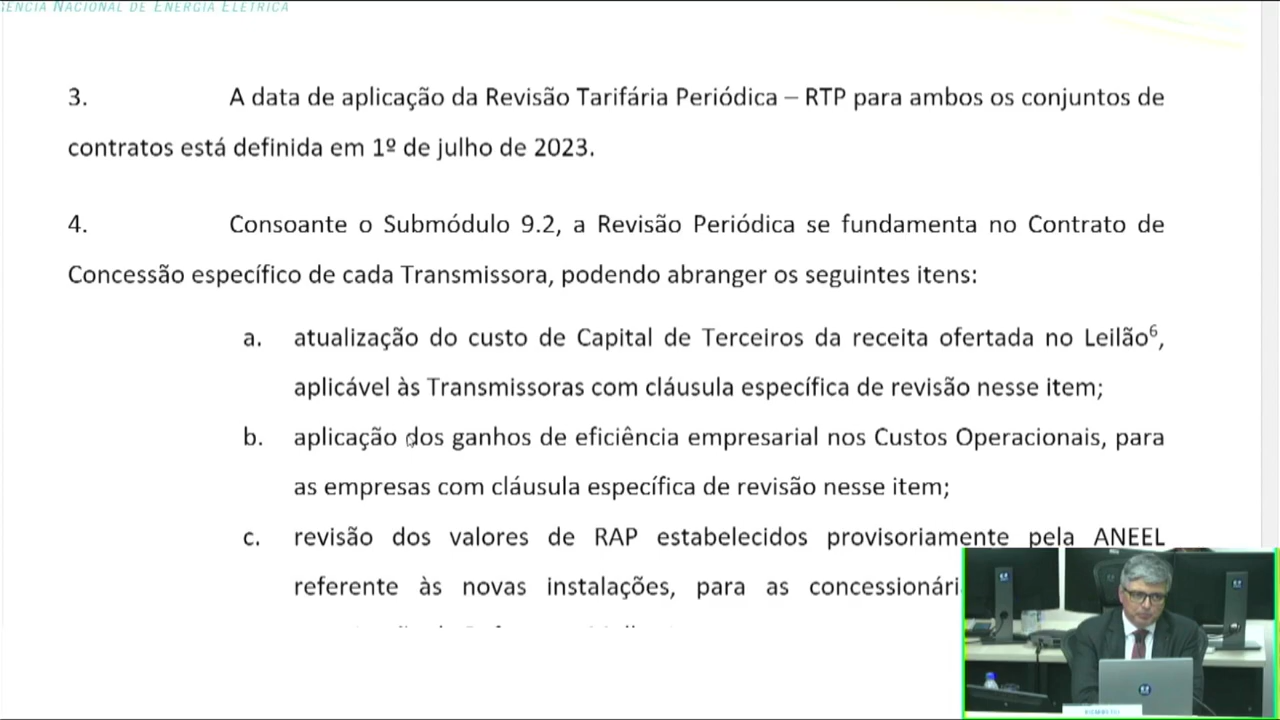 ÊNCIA NACIONAL DE ENERGIA ELÉTRICA
3. A data de aplicação da Revisão Tarifária Periódica – RTP para ambos os conjuntos de
contratos está definida em 1º de julho de 2023.
4. Consoante o Submódulo 9.2, a Revisão Periódica se fundamenta no Contrato de
Concessão específico de cada Transmissora, podendo abranger os seguintes itens:
a. atualização do custo de Capital de Terceiros da receita ofertada no Leilão⁶,
aplicável às Transmissoras com cláusula específica de revisão nesse item;
b. aplicação dos ganhos de eficiência empresarial nos Custos Operacionais, para
as empresas com cláusula específica de revisão nesse item;
c. revisão dos valores de RAP estabelecidos provisoriamente pela ANEEL
referente às novas instalações, para as concessionári